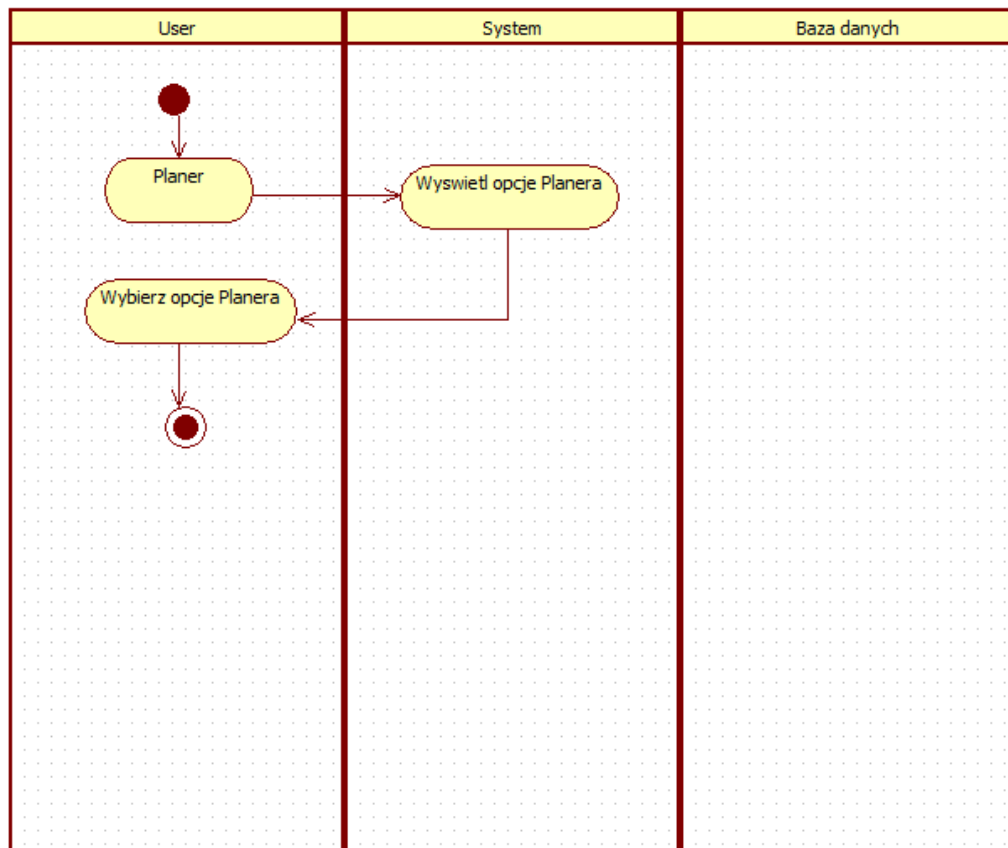 User
System
Baza danych
Planer
Wyswietl opcje Planera
Wybierz opcje Planera